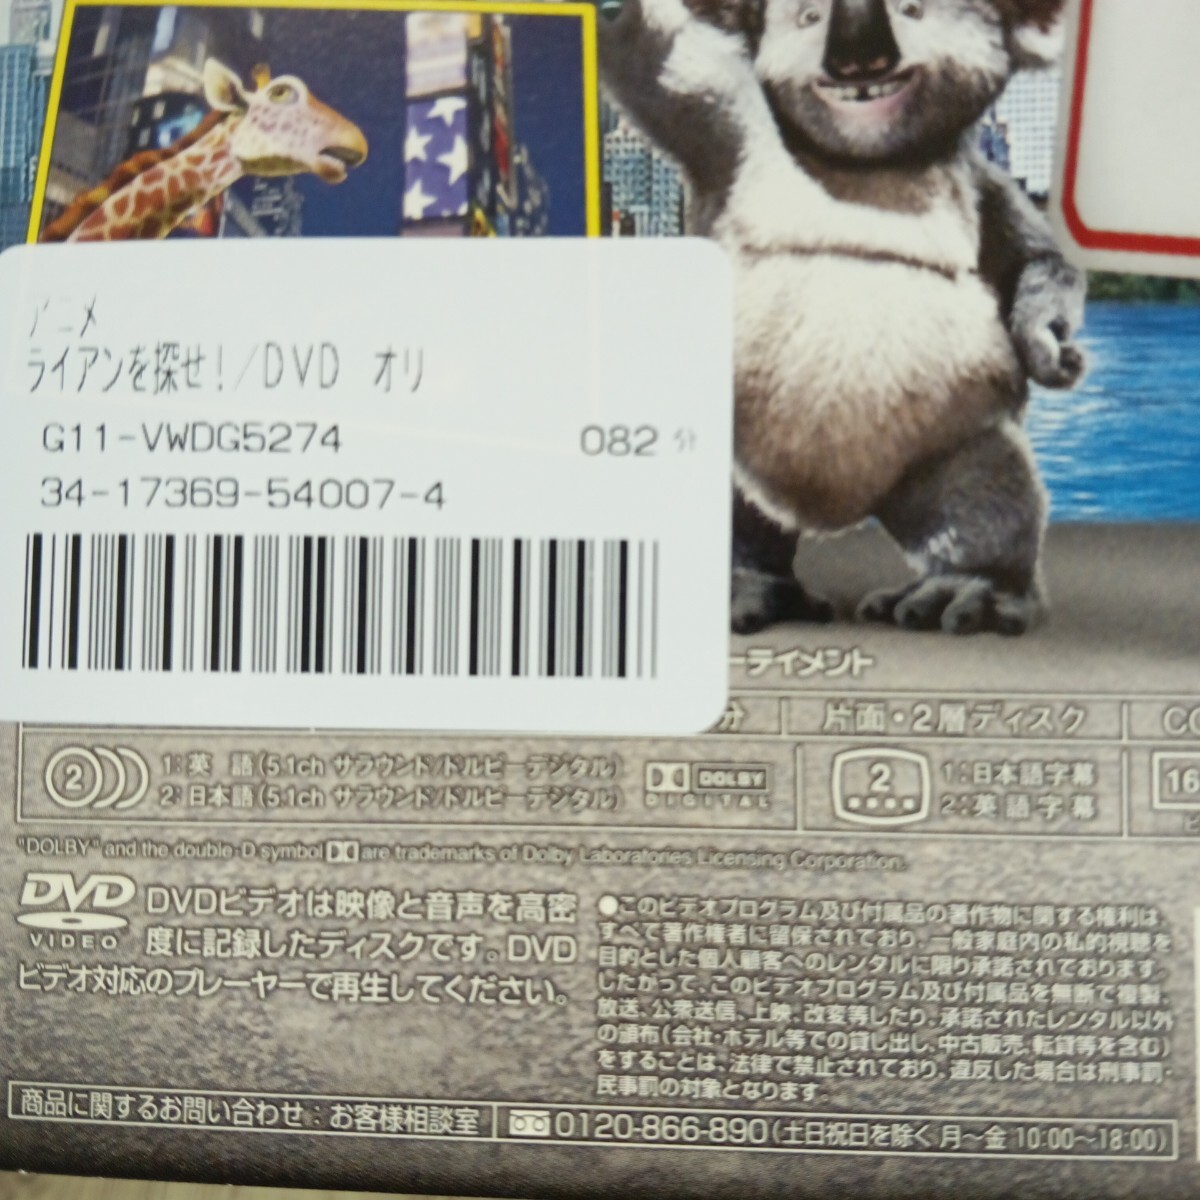 アニメ
ライアンを探せ!/DVD オリ
G11-VWDG5274 082分
34-17369-54007-4
ーテイメント
分 片面・2層ディスク CO
2 1:英 語(5.1ch サラウンド/ドルビーデジタル)
2:日本語(5.1ch サラウンド/ドルビーデジタル)
DOLBY
DIGITAL
2 1:日本語字幕
2:英語字幕
16
"DOLBY" and the double-D symbol are trademarks of Dolby Laboratories Licensing Corporation.
DVD
VIDEO
DVDビデオは映像と音声を高密
度に記録したディスクです。DVD
ビデオ対応のプレーヤーで再生してください。
●このビデオプログラム及び付属品の著作物に関する権利は、
すべて著作権者に留保されており、一般家庭内の私的視聴を
目的とした個人顧客へのレンタルに限り承諾されております。
したがって、このビデオプログラム及び付属品を無断で複製、
放送、公衆送信、上映、改変等したり、承諾されたレンタル以外
の頒布(会社・ホテル等での貸し出し、中古販売、転貸等を含む)
をすることは、法律で禁止されており、違反した場合は刑事罰・
民事罰の対象となります。
商品に関するお問い合わせ:お客様相談室 0120-866-890(土日祝日を除く 月～金 10:00～18:00)